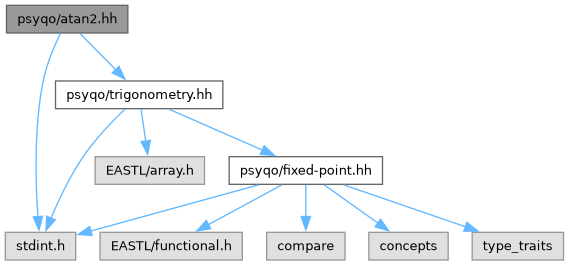 psyqo/atan2.hh
psyqo/trigonometry.hh
EASTL/array.h
psyqo/fixed-point.hh
stdint.h
EASTL/functional.h
compare
concepts
type_traits